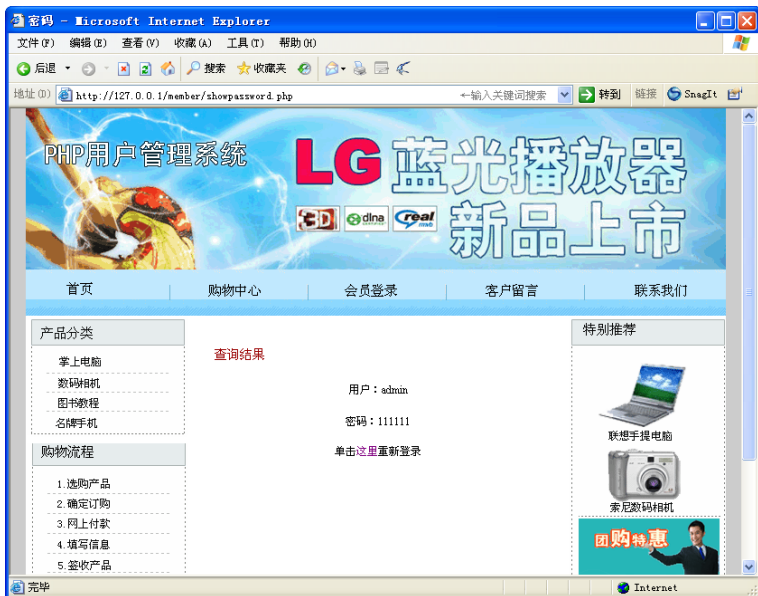 密码 - Microsoft Internet Explorer
文件(F) 编辑(E) 查看(V) 收藏(A) 工具(T) 帮助(H)
后退 搜索 收藏夹
地址(D) http://127.0.0.1/member/showpassword.php ←输入关键词搜索 转到 链接 SnagIt
PHP用户管理系统
LG 蓝光播放器
3D dlna real
新品上市
首页 购物中心 会员登录 客户留言 联系我们
产品分类
掌上电脑
数码相机
图书教程
名牌手机
购物流程
1.选购产品
2.确定订购
3.网上付款
4.填写信息
5.签收产品
查询结果
用户：admin
密码：111111
单击这里重新登录
特别推荐
联想手提电脑
索尼数码相机
团购特惠
完毕 Internet